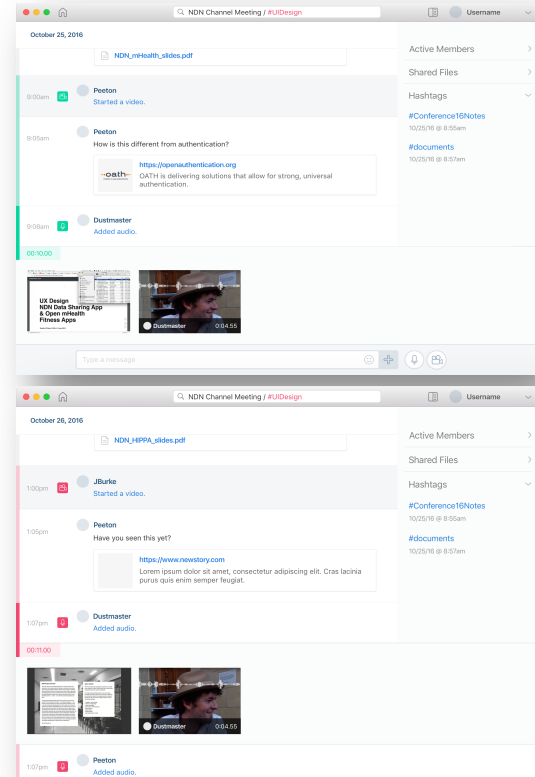 NDN Channel Meeting / #UIDesign
Username
October 25, 2016
NDN_mHealth_slides.pdf
9:00am
Peeton
Started a video.
9:05am
Peeton
How is this different from authentication?
oath
https://openauthentication.org
OATH is delivering solutions that allow for strong, universal
authentication.
9:08am
Dustmaster
Added audio.
00:10.00
UX Design
NDN Data Sharing App
& Open mHealth
Fitness Apps
Dustmaster
0:04.55
Type a message
Active Members
Shared Files
Hashtags
#Conference16Notes
10/25/16 @ 8:55am
#documents
10/25/16 @ 8:57am
NDN Channel Meeting / #UIDesign
Username
October 26, 2016
NDN_HIPPA_slides.pdf
1:00pm
JBurke
Started a video.
1:05pm
Peeton
Have you seen this yet?
https://www.newstory.com
Lorem ipsum dolor sit amet, consectetur adipiscing elit. Cras lacinia
purus quis enim semper feugiat.
1:07pm
Dustmaster
Added audio.
00:11.00
Dustmaster
0:04.55
1:07pm
Peeton
Added audio.
Active Members
Shared Files
Hashtags
#Conference16Notes
10/25/16 @ 8:55am
#documents
10/25/16 @ 8:57am